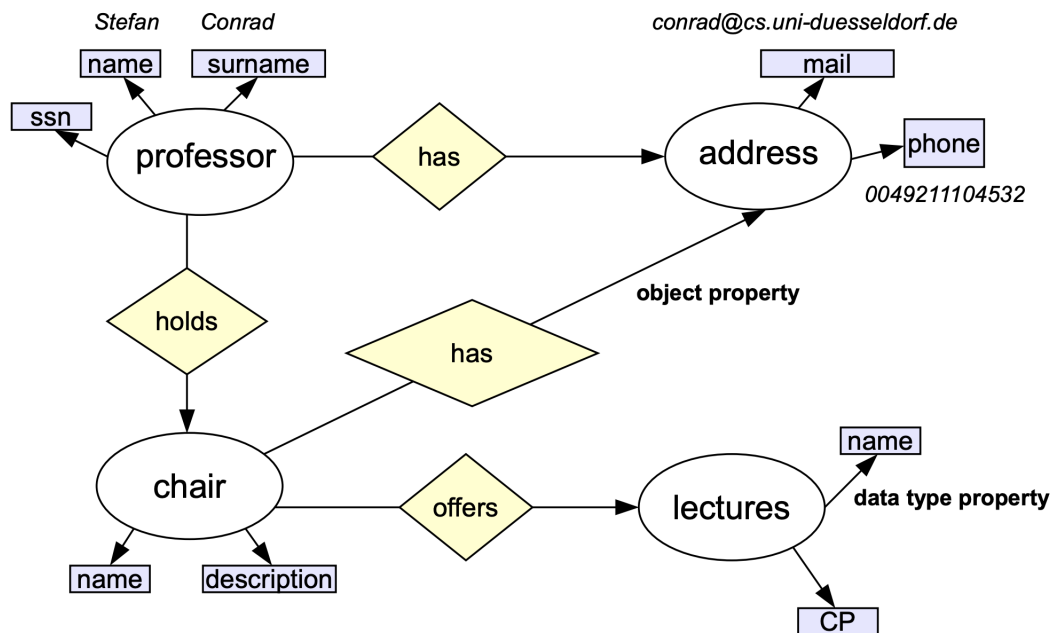 Stefan Conrad
conrad@cs.uni-duesseldorf.de
name surname
mail
ssn
professor
has
address
phone
0049211104532
object property
holds
has
name
chair
offers
lectures
data type property
name description
CP